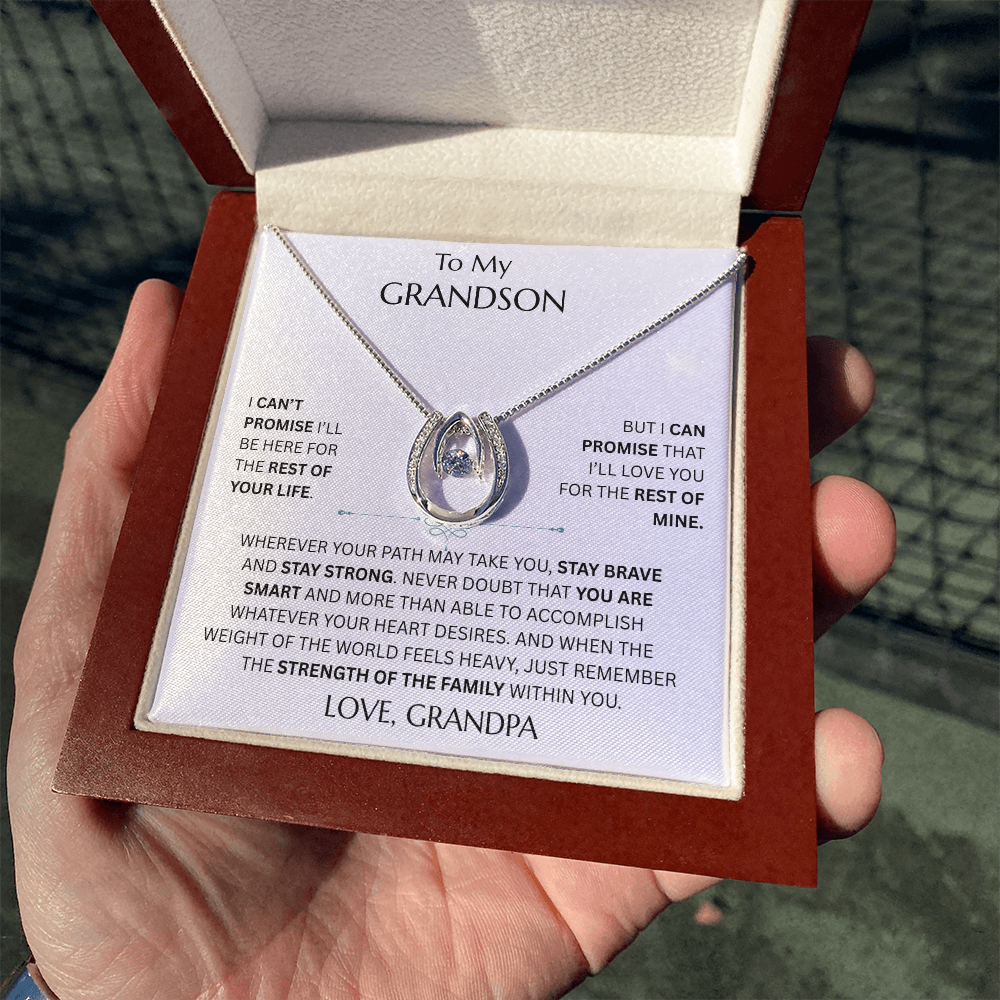 To My
GRANDSON
I CAN'T
PROMISE I'LL
BE HERE FOR
THE REST OF
YOUR LIFE.
BUT I CAN
PROMISE THAT
I'LL LOVE YOU
FOR THE REST OF
MINE.
WHEREVER YOUR PATH MAY TAKE YOU, STAY BRAVE
AND STAY STRONG. NEVER DOUBT THAT YOU ARE
SMART AND MORE THAN ABLE TO ACCOMPLISH
WHATEVER YOUR HEART DESIRES. AND WHEN THE
WEIGHT OF THE WORLD FEELS HEAVY, JUST REMEMBER
THE STRENGTH OF THE FAMILY WITHIN YOU.
LOVE, GRANDPA